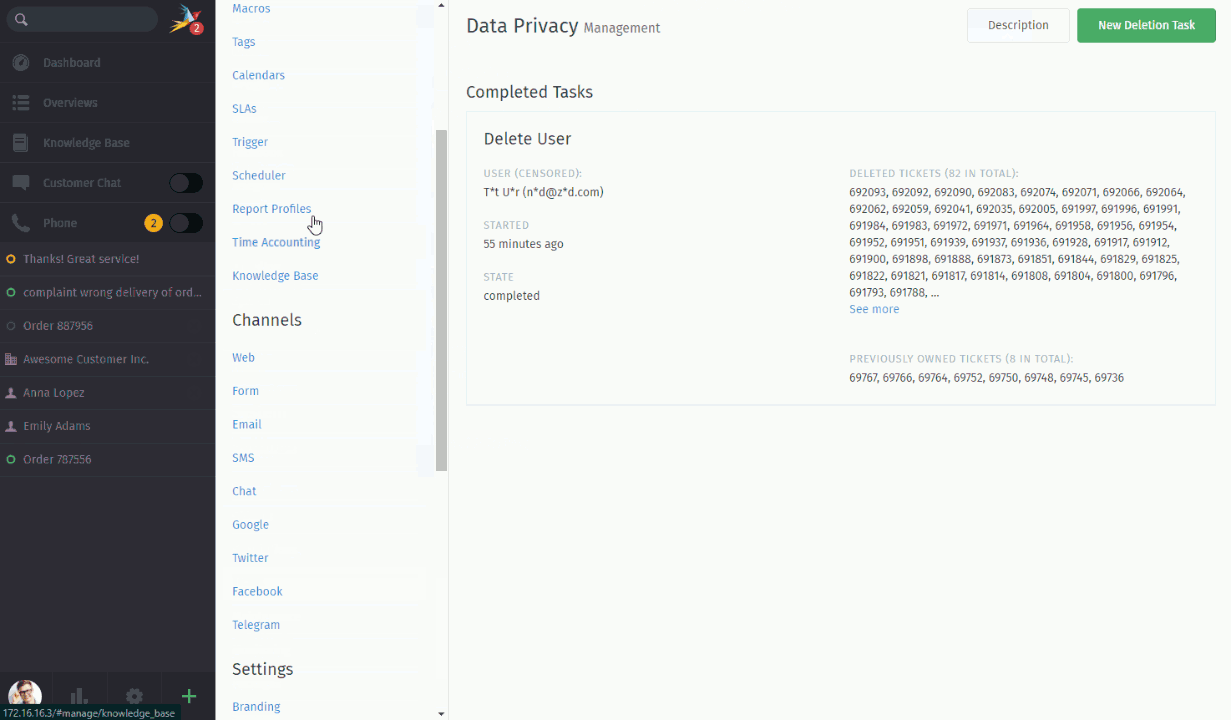 2
Dashboard
Overviews
Knowledge Base
Customer Chat
Phone 2
Thanks! Great service!
complaint wrong delivery of ord...
Order 887956
Awesome Customer Inc.
Anna Lopez
Emily Adams
Order 787556
172.16.16.3/#manage/knowledge_base
Macros
Tags
Calendars
SLAs
Trigger
Scheduler
Report Profiles
Time Accounting
Knowledge Base
Channels
Web
Form
Email
SMS
Chat
Google
Twitter
Facebook
Telegram
Settings
Branding
Data Privacy Management
Description
New Deletion Task
Completed Tasks
Delete User
USER (CENSORED):
T*t U*r (n*d@z*d.com)
STARTED
55 minutes ago
STATE
completed
DELETED TICKETS (82 IN TOTAL):
692093, 692092, 692090, 692083, 692074, 692071, 692066, 692064,
692062, 692059, 692041, 692035, 692005, 691997, 691996, 691991,
691984, 691983, 691972, 691971, 691964, 691958, 691956, 691954,
691952, 691951, 691939, 691937, 691936, 691928, 691917, 691912,
691900, 691898, 691888, 691873, 691851, 691844, 691829, 691825,
691822, 691821, 691817, 691814, 691808, 691804, 691800, 691796,
691793, 691788, ...
See more
PREVIOUSLY OWNED TICKETS (8 IN TOTAL):
69767, 69766, 69764, 69752, 69750, 69748, 69745, 69736